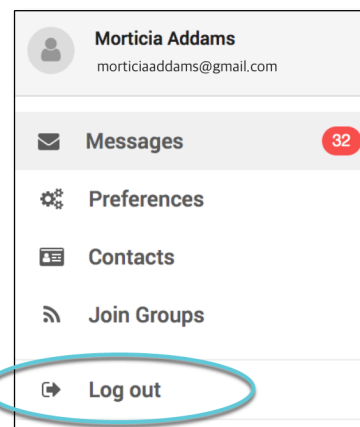 Morticia Addams
morticiaaddams@gmail.com
Messages 32
Preferences
Contacts
Join Groups
Log out